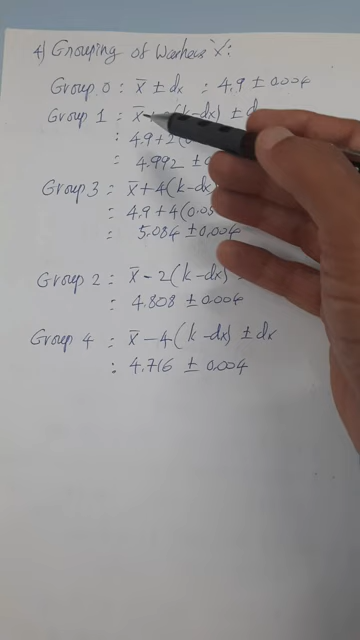 4) Grouping of Washers X:
Group 0 : x̄ ± dx : 4.9 ± 0.004
Group 1 : x̄ (k-dx) ± d
: 4.9+2(0
: 4.992 ±
Group 3 : x̄+4(k-dx
: 4.9+4(0.05
: 5.084 ±0.004
Group 2 : x̄-2(k-dx)
: 4.808 ±0.004
Group 4 : x̄-4(k-dx) ± dx
: 4.716 ± 0.004